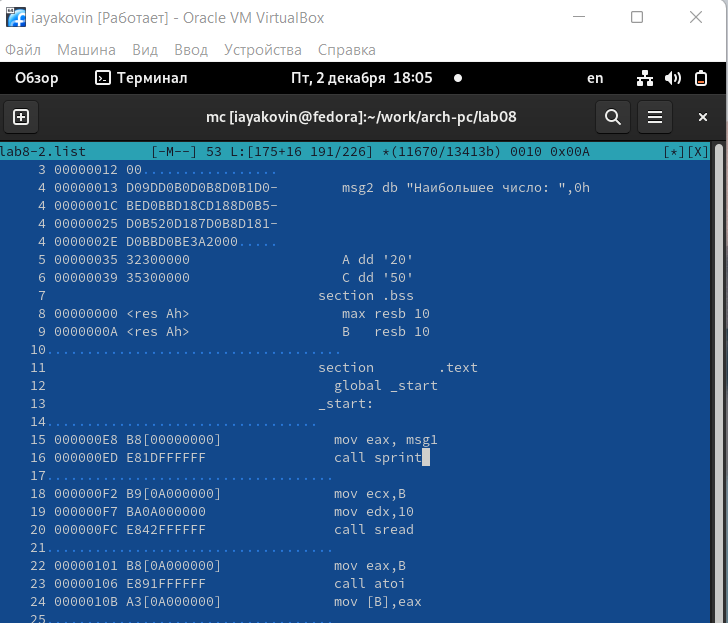 iayakovin [Работает] - Oracle VM VirtualBox
Файл Машина Вид Ввод Устройства Справка
Обзор Терминал Пт, 2 декабря 18:05 en
mc [iayakovin@fedora]:~/work/arch-pc/lab08
lab8-2.list [-M--] 53 L:[175+16 191/226] *(11670/13413b) 0010 0x00A [*][X]
3 00000012 00.................
4 00000013 D09DD0B0D0B8D0B1D0- msg2 db "Наибольшее число: ",0h
4 0000001C BED0BBD18CD188D0B5-
4 00000025 D0B520D187D0B8D181-
4 0000002E D0BBD0BE3A2000.....
5 00000035 32300000 A dd '20'
6 00000039 35300000 C dd '50'
7 section .bss
8 00000000 <res Ah> max resb 10
9 0000000A <res Ah> B resb 10
10.....................................
11 section .text
12 global _start
13 _start:
14..................................
15 000000E8 B8[00000000] mov eax, msg1
16 000000ED E81DFFFFFF call sprint
17....................................
18 000000F2 B9[0A000000] mov ecx,B
19 000000F7 BA0A000000 mov edx,10
20 000000FC E842FFFFFF call sread
21....................................
22 00000101 B8[0A000000] mov eax,B
23 00000106 E891FFFFFF call atoi
24 0000010B A3[0A000000] mov [B],eax
25....................................